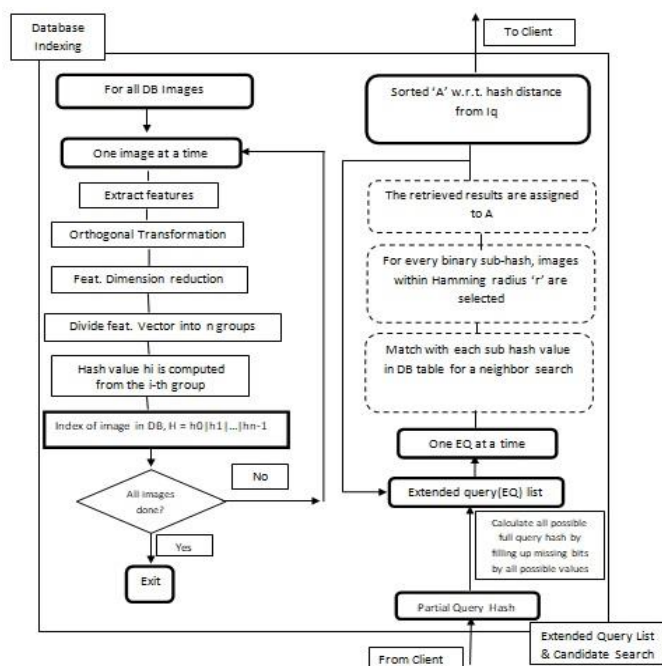 Database
Indexing
To Client
For all DB Images
One image at a time
Extract features
Orthogonal Transformation
Feat. Dimension reduction
Divide feat. Vector into n groups
Hash value hi is computed
from the i-th group
Index of image in DB, H = h0|h1|...|hn-1
No
All images
done?
Yes
Exit
Sorted ‘A’ w.r.t. hash distance
from Iq
The retrieved results are assigned
to A
For every binary sub-hash, images
within Hamming radius ‘r’ are
selected
Match with each sub hash value
in DB table for a neighbor search
One EQ at a time
Extended query(EQ) list
Calculate all possible
full query hash by
filling up missing bits
by all possible values
Partial Query Hash
From Client
Extended Query List
& Candidate Search